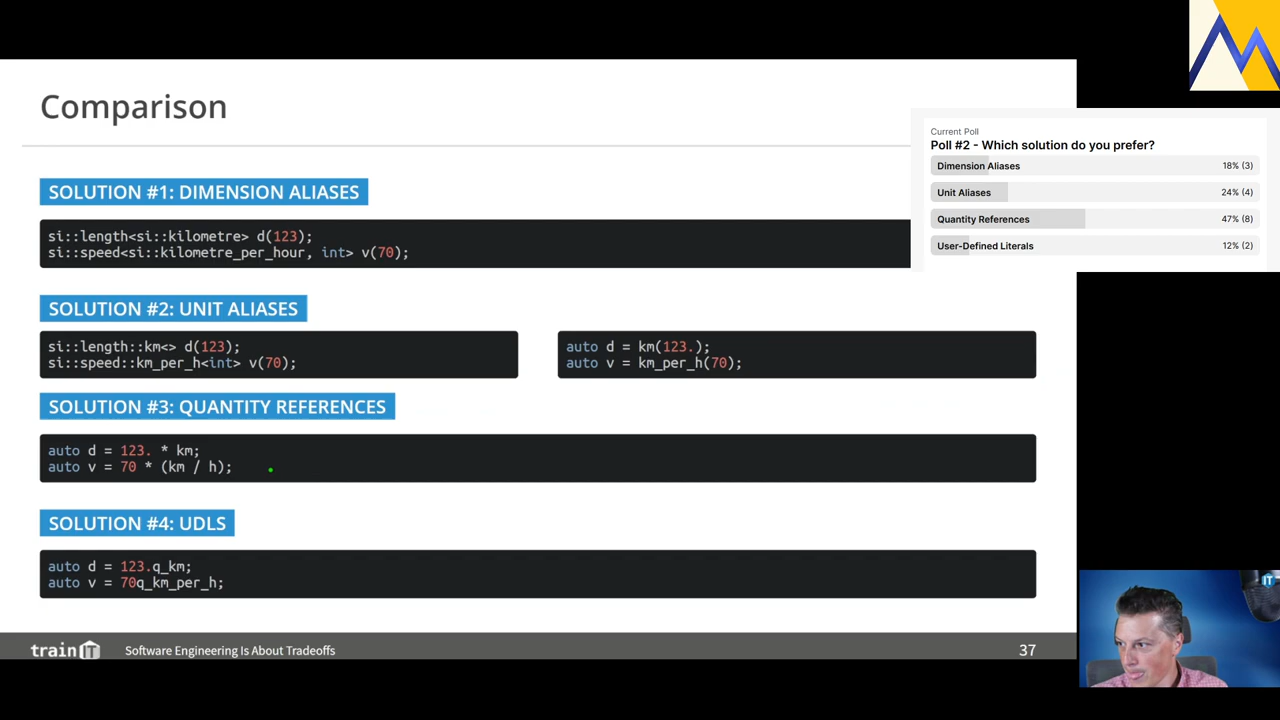 Comparison
SOLUTION #1: DIMENSION ALIASES
si::length<si::kilometre> d(123);
si::speed<si::kilometre_per_hour, int> v(70);
Current Poll
Poll #2 - Which solution do you prefer?
Dimension Aliases 18% (3)
Unit Aliases 24% (4)
Quantity References 47% (8)
User-Defined Literals 12% (2)
SOLUTION #2: UNIT ALIASES
si::length::km<> d(123);
si::speed::km_per_h<int> v(70);
auto d = km(123.);
auto v = km_per_h(70);
SOLUTION #3: QUANTITY REFERENCES
auto d = 123. * km;
auto v = 70 * (km / h);
SOLUTION #4: UDLS
auto d = 123.q_km;
auto v = 70q_km_per_h;
train IT
Software Engineering Is About Tradeoffs
37
IT